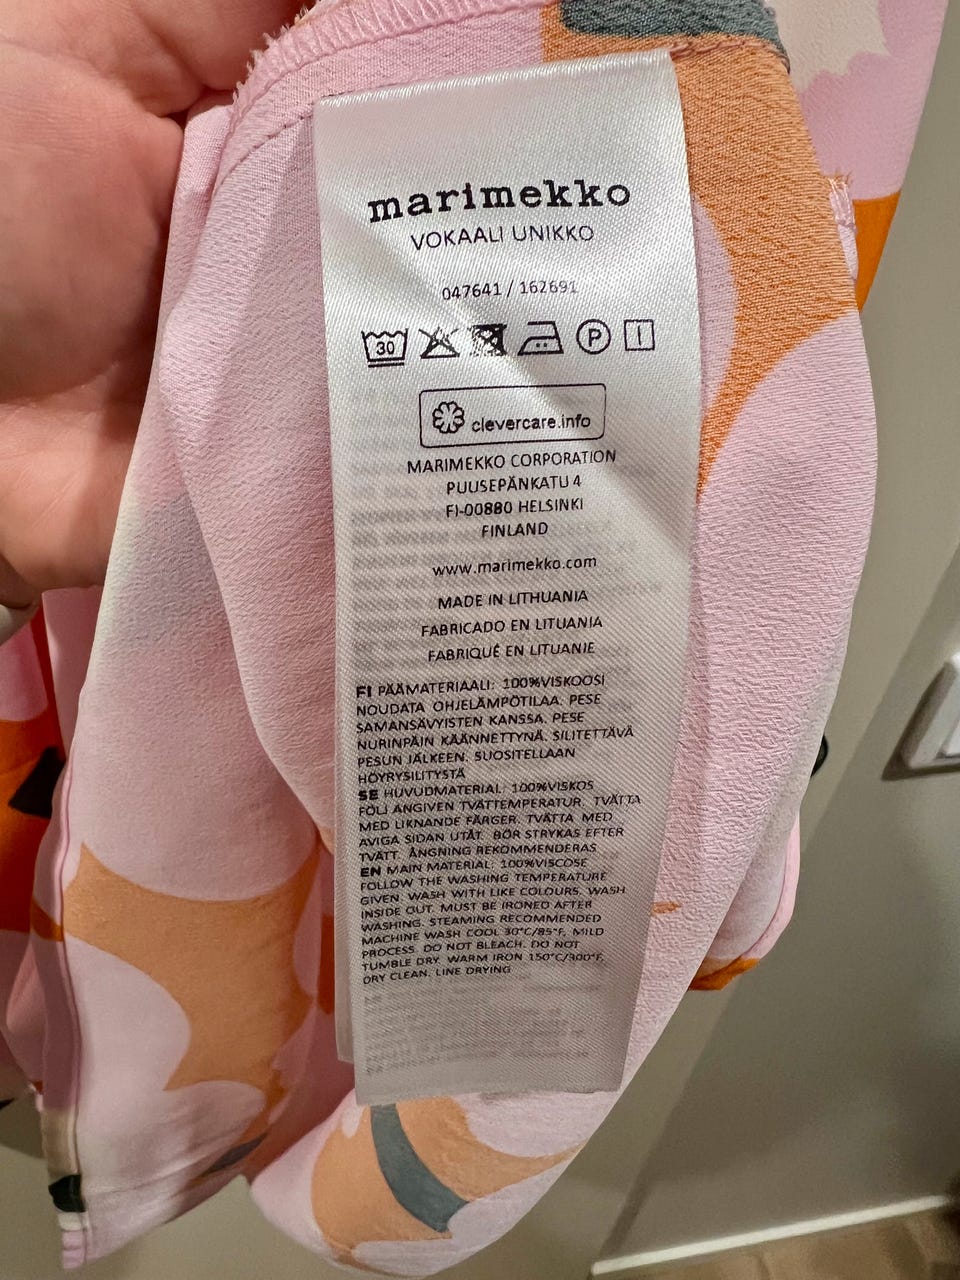 marimekko
VOKAALI UNIKKO
047641 / 162691
30 P
clevercare.info
MARIMEKKO CORPORATION
PUUSEPÄNKATU 4
FI-00880 HELSINKI
FINLAND
www.marimekko.com
MADE IN LITHUANIA
FABRICADO EN LITUANIA
FABRIQUÉ EN LITUANIE
FI PÄÄMATERIAALI: 100%VISKOOSI
NOUDATA OHJELÄMPÖTILAA. PESE
SAMANSÄVYISTEN KANSSA. PESE
NURINPÄIN KÄÄNNETTYNÄ. SILITETTÄVÄ
PESUN JÄLKEEN. SUOSITELLAAN
HÖYRYSILITYSTÄ
SE HUVUDMATERIAL: 100%VISKOS
FÖLJ ANGIVEN TVÄTTEMPERATUR. TVÄTTA
MED LIKNANDE FÄRGER. TVÄTTA MED
AVIGA SIDAN UTÅT. BÖR STRYKAS EFTER
TVÄTT. ÅNGNING REKOMMENDERAS
EN MAIN MATERIAL: 100%VISCOSE
FOLLOW THE WASHING TEMPERATURE
GIVEN. WASH WITH LIKE COLOURS. WASH
INSIDE OUT. MUST BE IRONED AFTER
WASHING. STEAMING RECOMMENDED
MACHINE WASH COOL 30°C/85°F, MILD
PROCESS. DO NOT BLEACH. DO NOT
TUMBLE DRY. WARM IRON 150°C/300°F.
DRY CLEAN. LINE DRYING